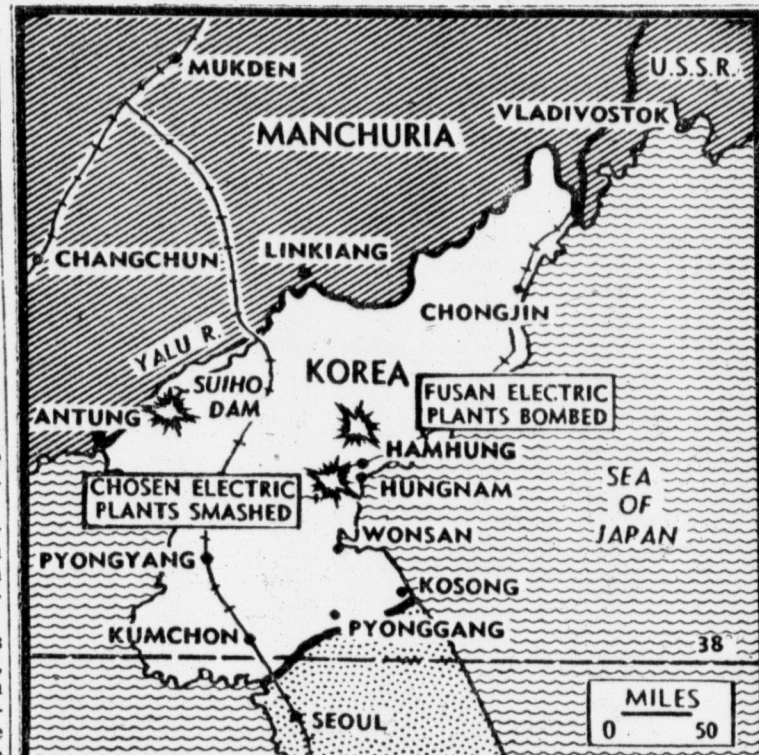 MUKDEN
U.S.S.R.
VLADIVOSTOK
MANCHURIA
CHANGCHUN
LINKIANG
CHONGJIN
YALU R.
SUIHO
DAM
KOREA
FUSAN ELECTRIC
PLANTS BOMBED
ANTUNG
HAMHUNG
HUNGNAM
CHOSEN ELECTRIC
PLANTS SMASHED
SEA
OF
JAPAN
WONSAN
PYONGYANG
KOSONG
KUMCHON
PYONGGANG
38
SEOUL
MILES
0 50